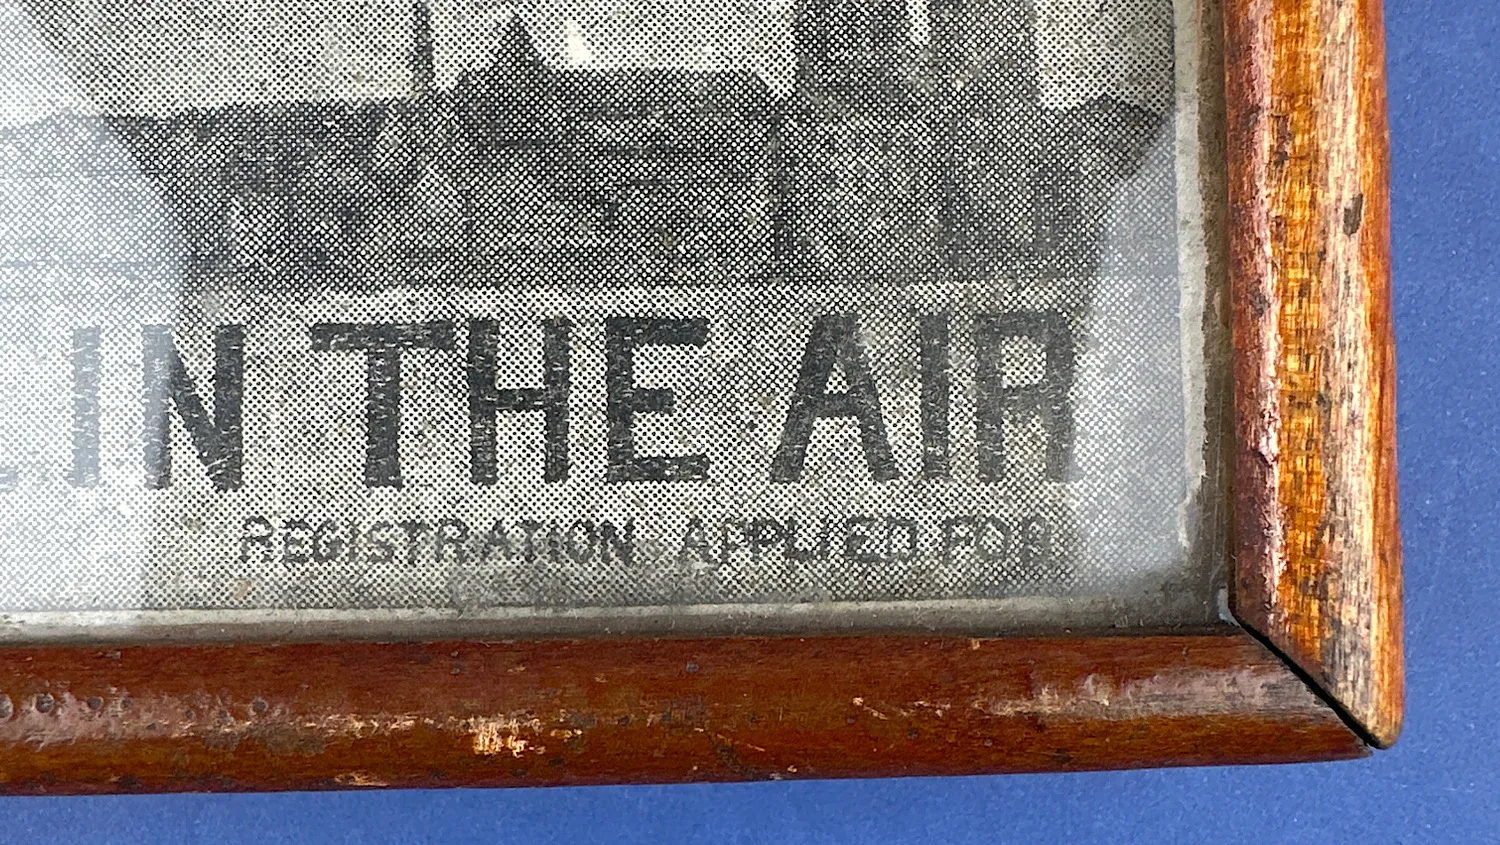 IN THE AIR
REGISTRATION APPLIED FOR